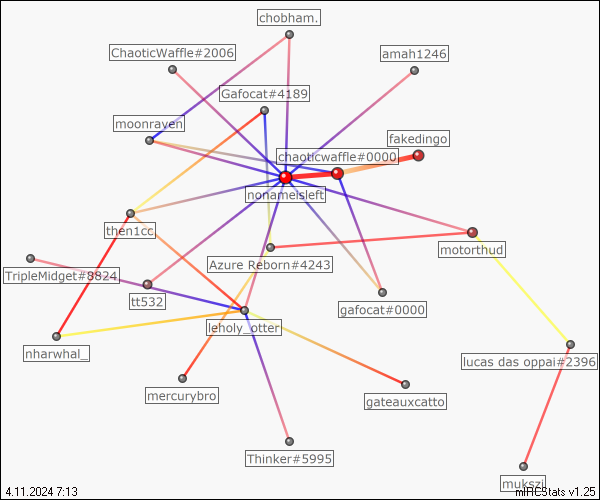 chobham.
ChaoticWaffle#2006
amah1246
Gafocat#4189
moonraven
fakedingo
chaoticwaffle#0000
nonameisleft
then1cc
motorthud
Azure Reborn#4243
TripleMidget#8824
tt532
gafocat#0000
leholy_otter
nharwhal_
lucas das oppai#2396
mercurybro
gateauxcatto
Thinker#5995
mukszi
4.11.2024 7:13
mIRCStats v1.25